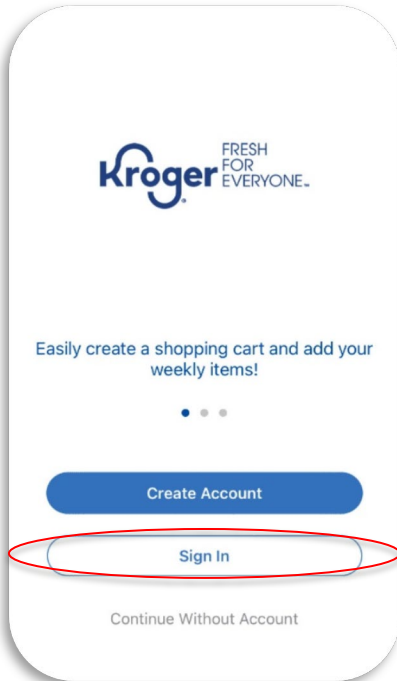 Kroger
FRESH
FOR
EVERYONE™
Easily create a shopping cart and add your
weekly items!
Create Account
Sign In
Continue Without Account